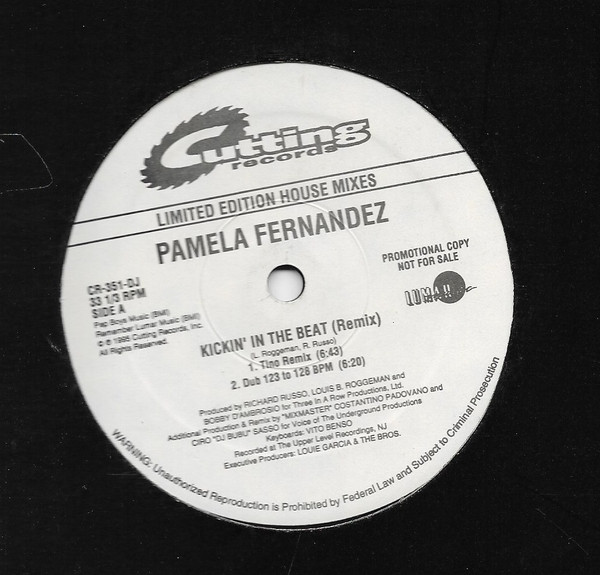 Cutting
records
LIMITED EDITION HOUSE MIXES
PAMELA FERNANDEZ
CR-351-DJ
33 1/3 RPM
SIDE A
Pep Boys Music (BMI)
Remember Lumar Music (BMI)
℗ © 1995 Cutting Records, Inc.
All Rights Reserved.
PROMOTIONAL COPY
NOT FOR SALE
KICKIN' IN THE BEAT (Remix)
(L. Roggeman, R. Russo)
1. Tino Remix (6:43)
2. Dub 123 to 126 BPM (6:20)
Produced by RICHARD RUSSO, LOUIS B. ROGGEMAN and
BOBBY D'AMBROSIO for Three In A Row Productions, Ltd.
Additional Production & Remix by "MIXMASTER" COSTANTINO PADOVANO and
CIRO "DJ BUBU" SASSO for Voice of The Underground Productions
Keyboards: VITO BENSO
Recorded at The Upper Level Recordings, NJ
Executive Producers: LOUIE GARCIA & THE BROS.
WARNING: Unauthorized Reproduction is Prohibited by Federal Law and Subject to Criminal Prosecution